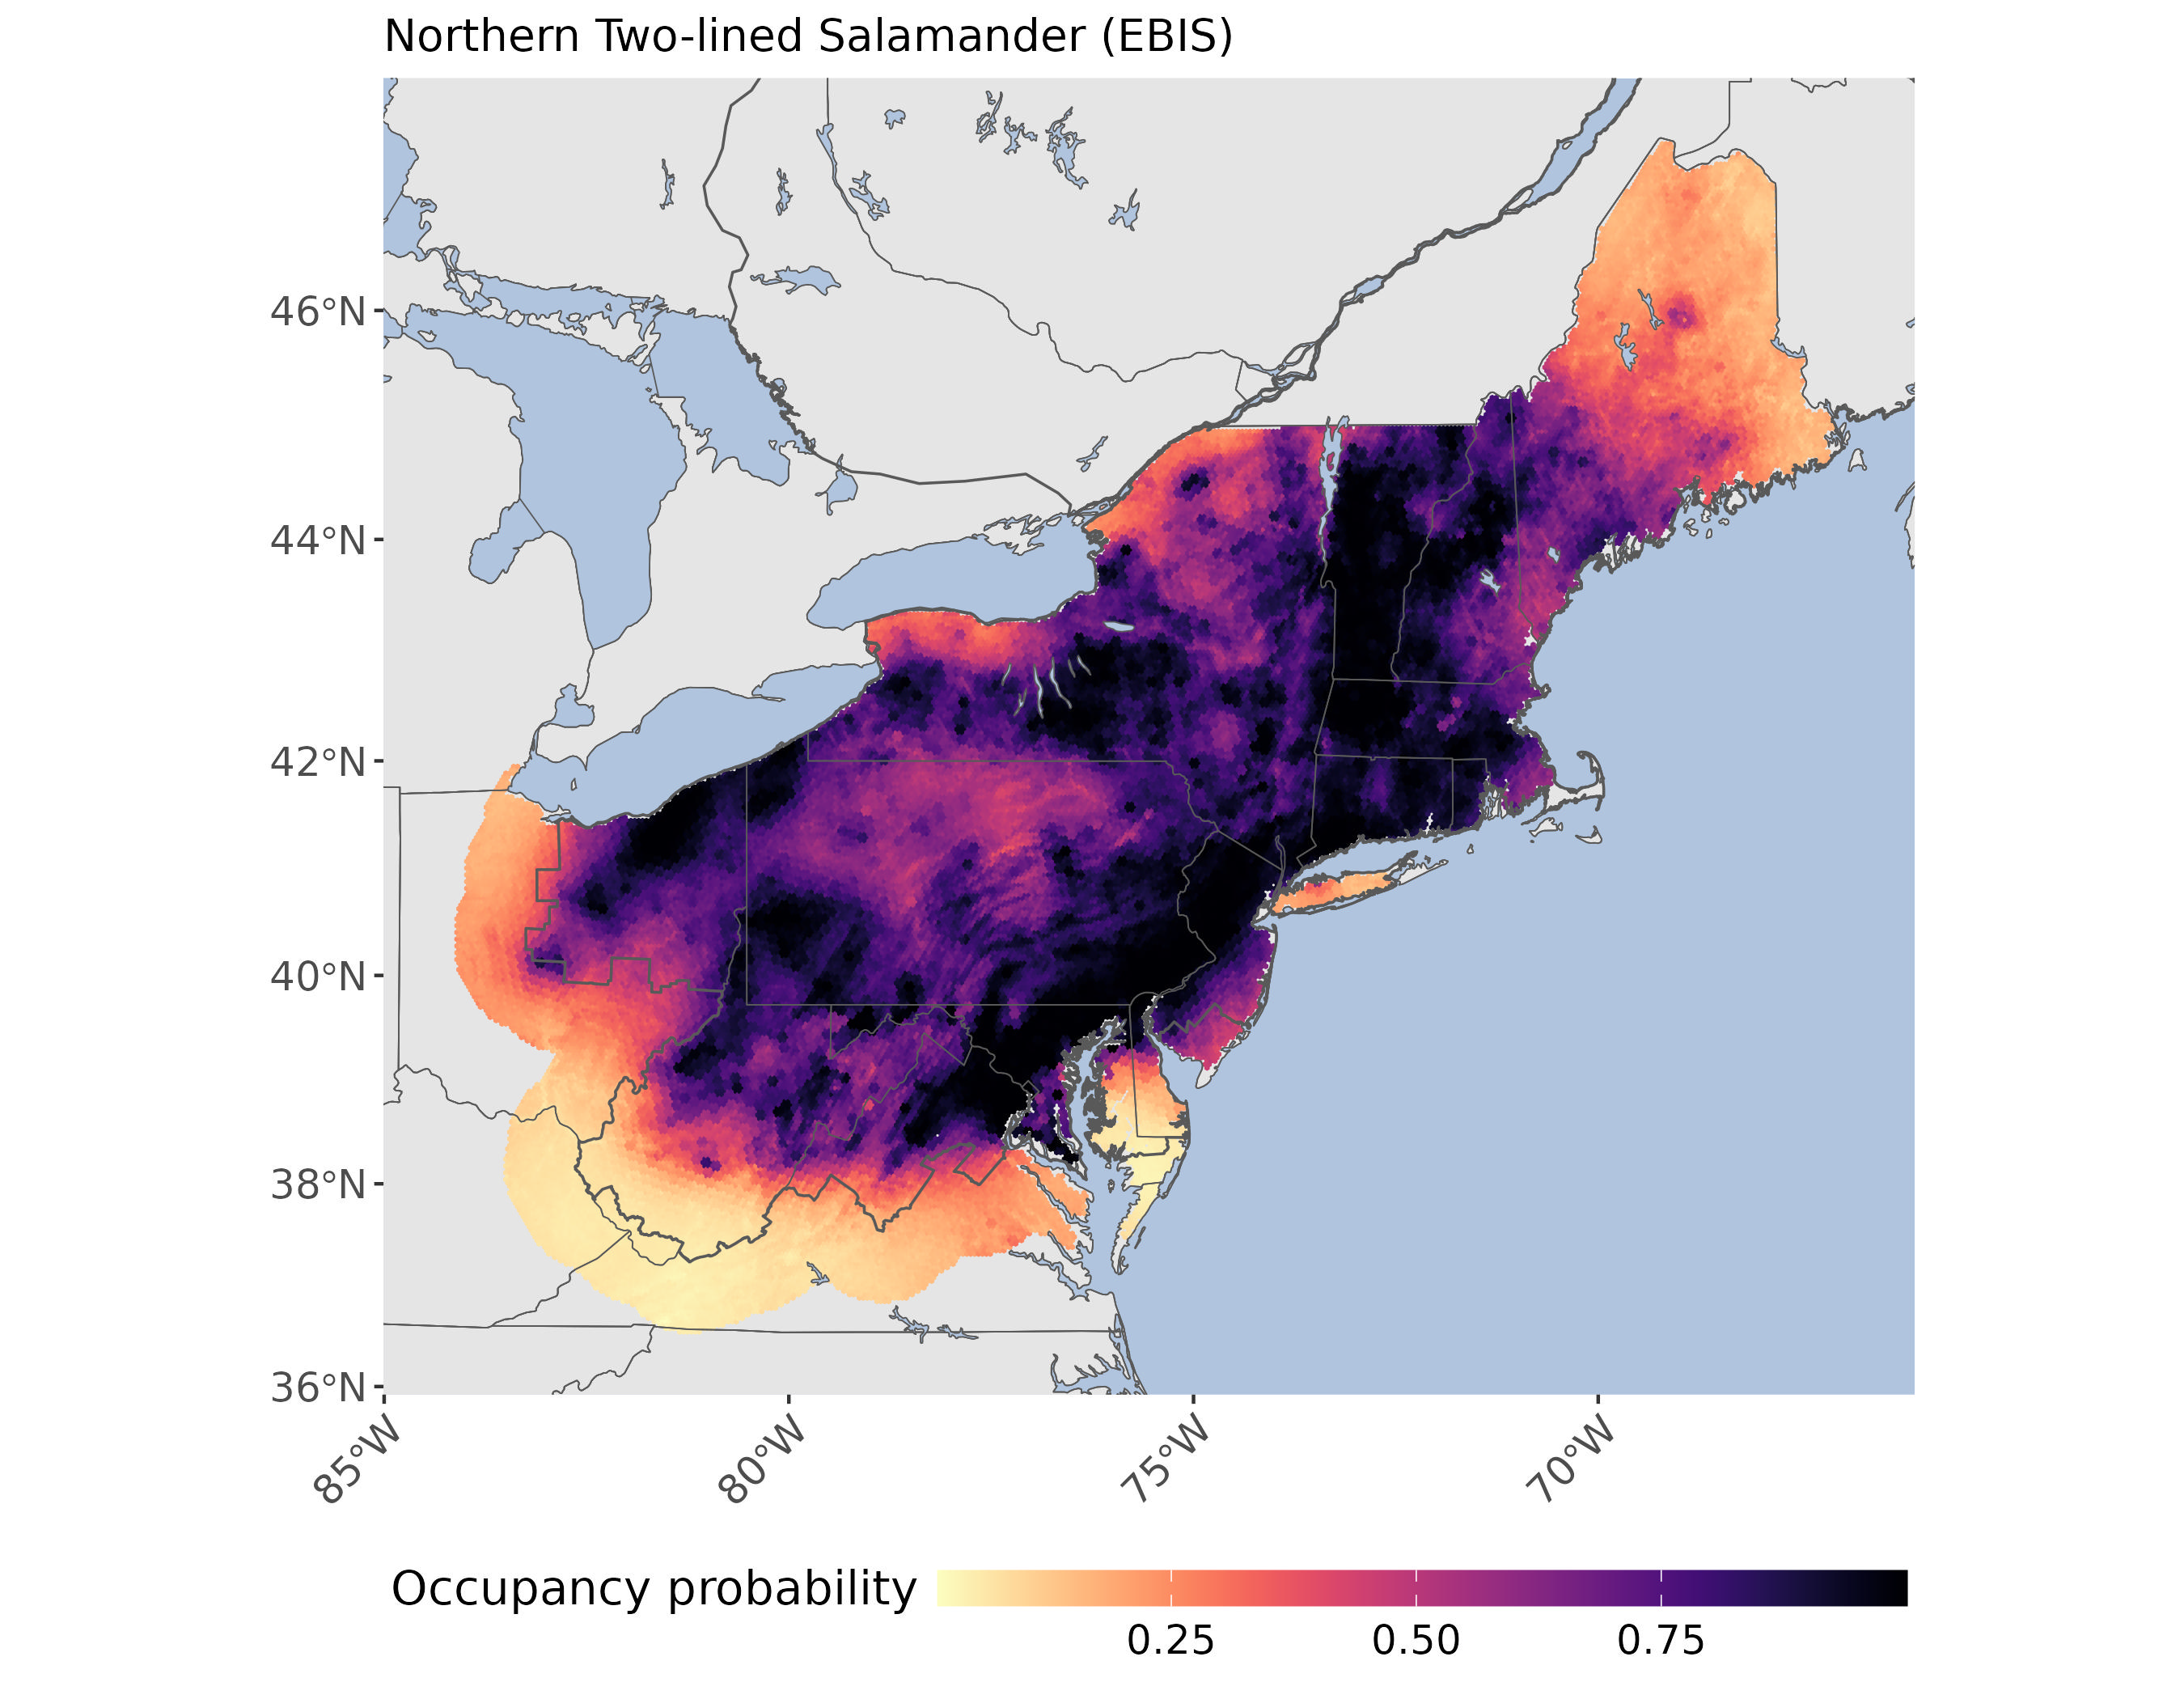 Northern Two-lined Salamander (EBIS)
46°N
44°N
42°N
40°N
38°N
36°N
85°W
80°W
75°W
70°W
Occupancy probability
0.25
0.50
0.75